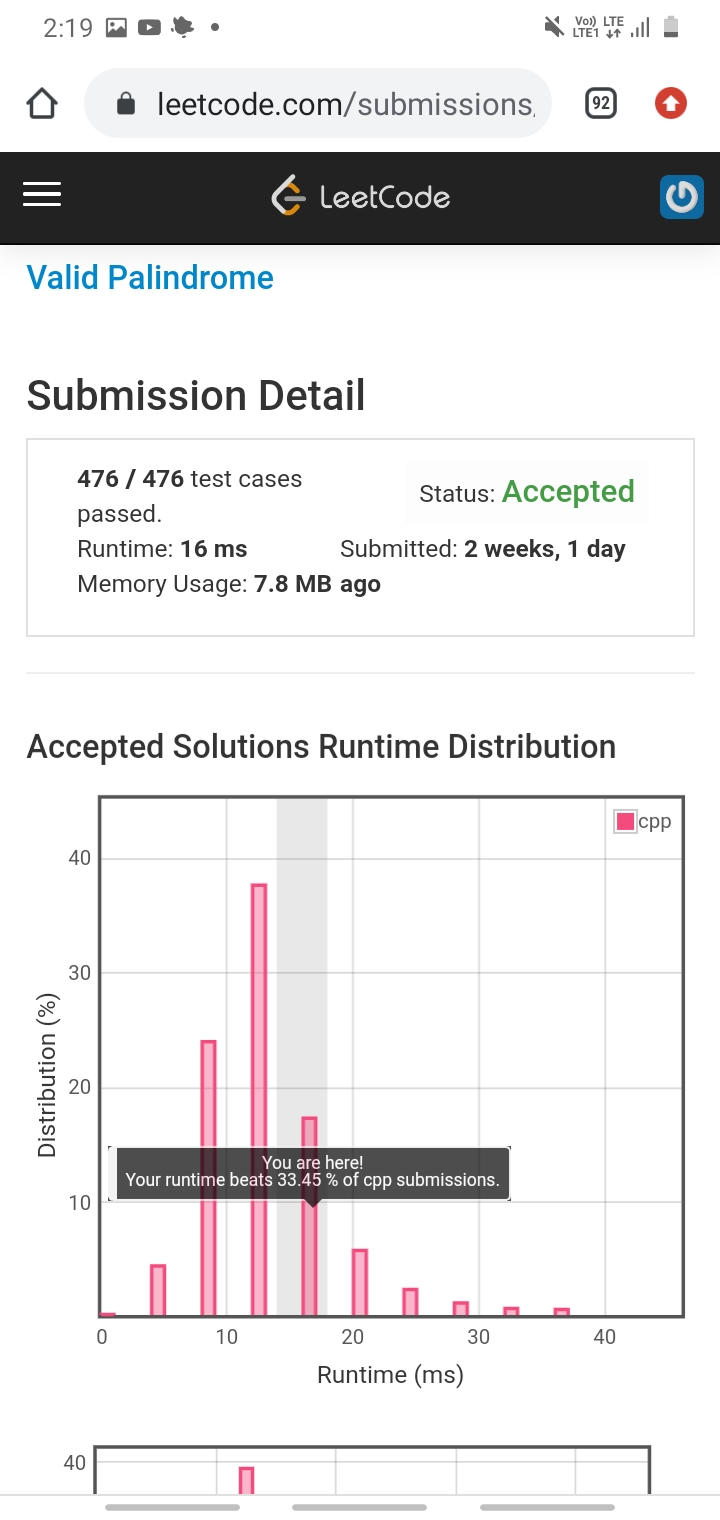 2:19
Vo)) LTE
LTE1
leetcode.com/submissions
92
LeetCode
Valid Palindrome
Submission Detail
476 / 476 test cases
passed.
Status: Accepted
Runtime: 16 ms
Submitted: 2 weeks, 1 day
Memory Usage: 7.8 MB
ago
Accepted Solutions Runtime Distribution
cpp
40
30
20
10
Distribution (%)
You are here!
Your runtime beats 33.45 % of cpp submissions.
0 10 20 30 40
Runtime (ms)
40